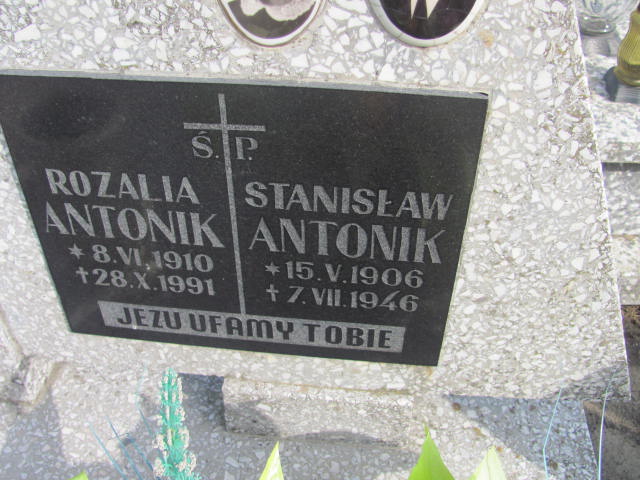 Ś. P.
ROZALIA
ANTONIK
* 8.VI.1910
† 28.X.1991
STANISŁAW
ANTONIK
* 15.V.1906
† 7.VII.1946
JEZU UFAMY TOBIE